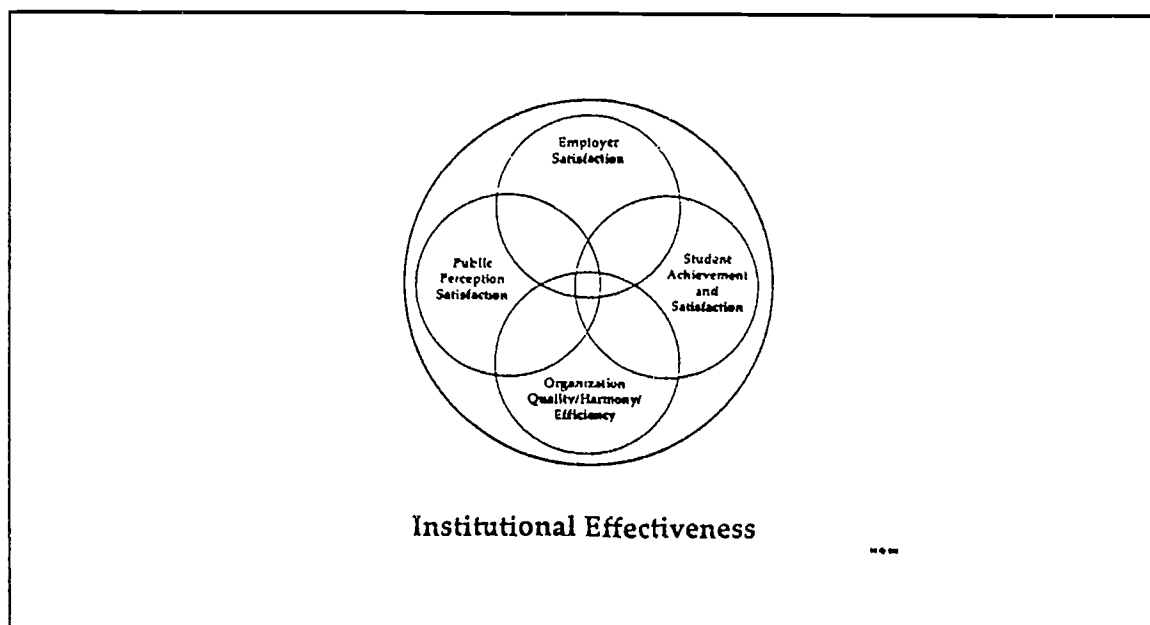 Employer
Satisfaction
Public
Perception
Satisfaction
Student
Achievement
and
Satisfaction
Organization
Quality/Harmony/
Efficiency
Institutional Effectiveness